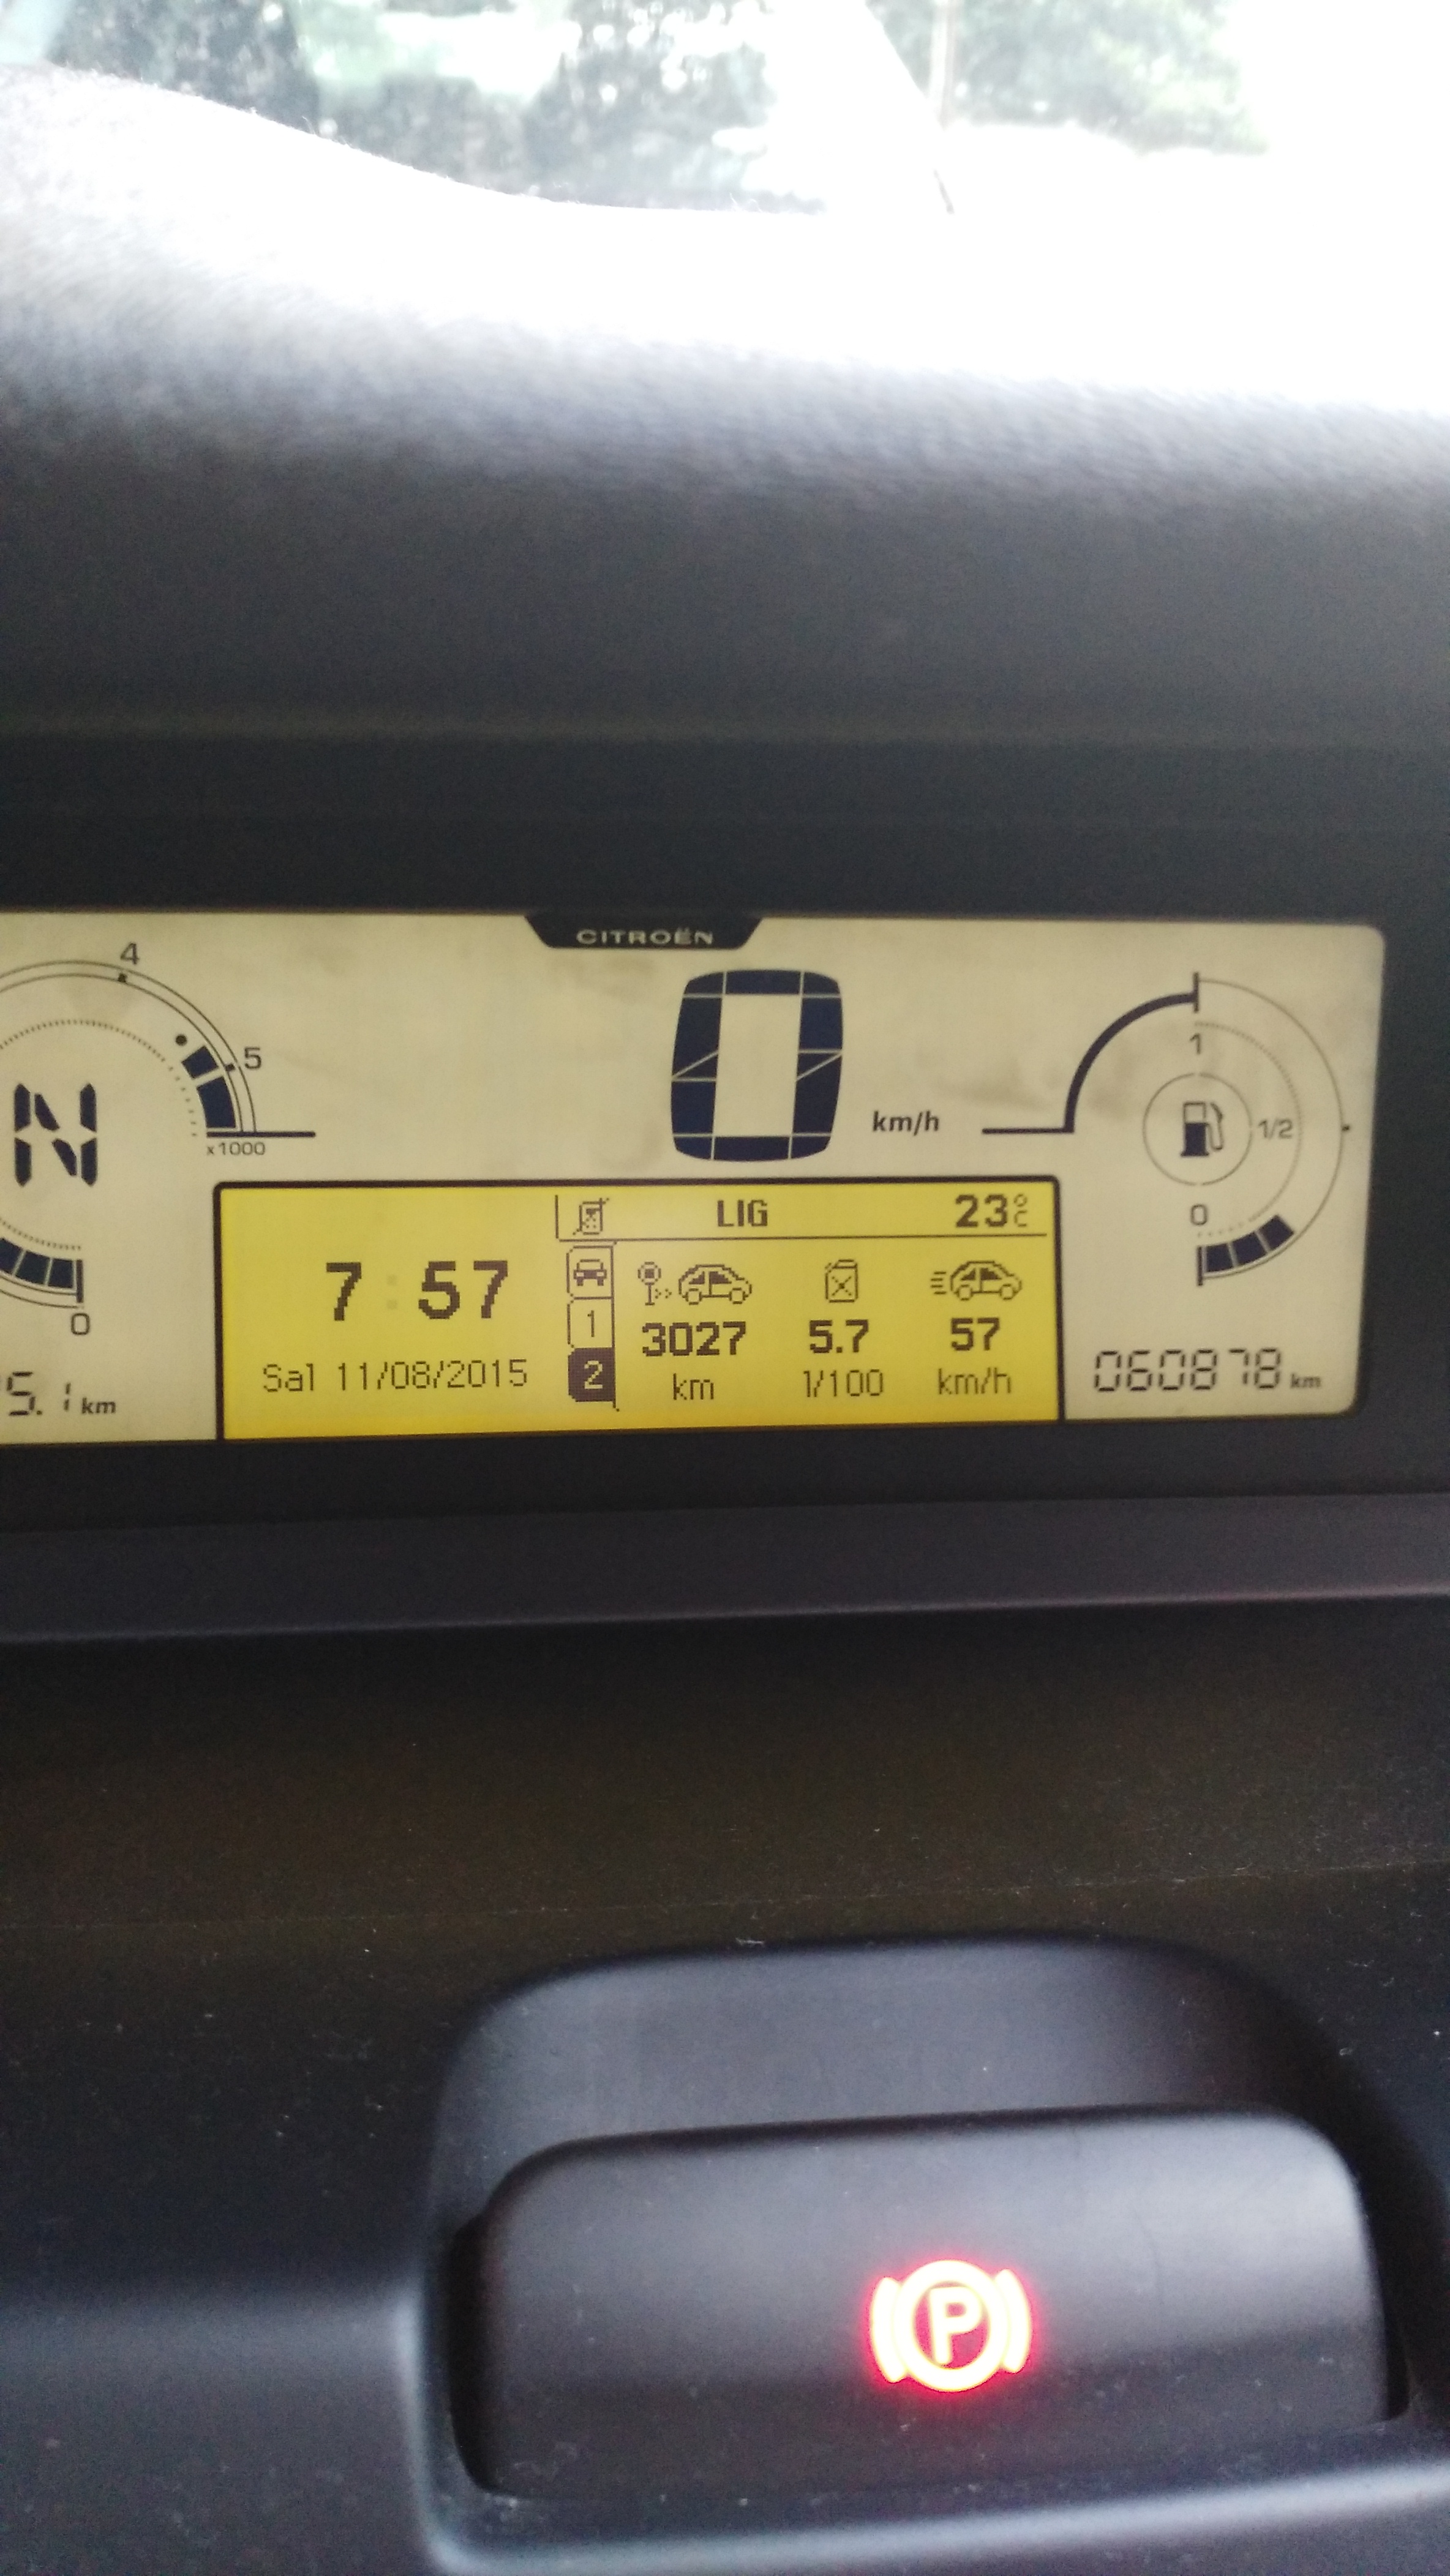 CITROËN
4
5
x1000
N
0
5.1 km
0
km/h
1
1/2
0
LIG 23°C
7:57
Sal 11/08/2015
1
2
3027 5.7 57
km l/100 km/h
060878 km
P